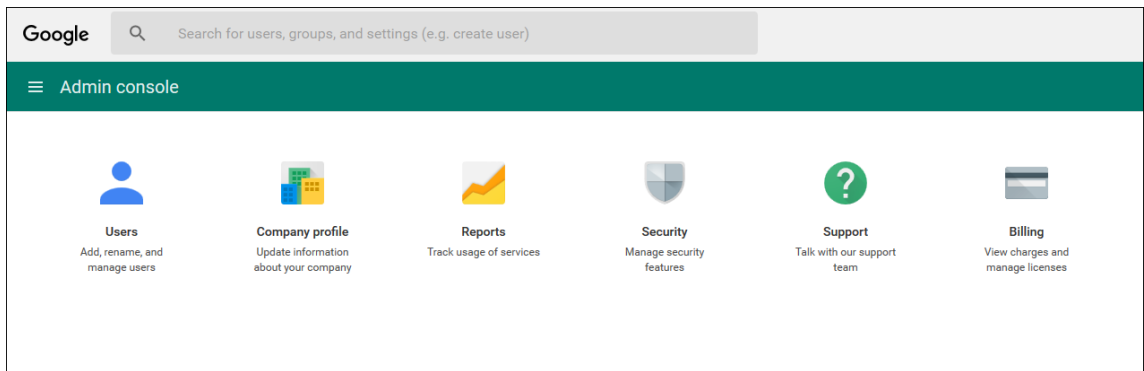 Google
Search for users, groups, and settings (e.g. create user)
Admin console
Users
Add, rename, and
manage users
Company profile
Update information
about your company
Reports
Track usage of services
Security
Manage security
features
Support
Talk with our support
team
Billing
View charges and
manage licenses